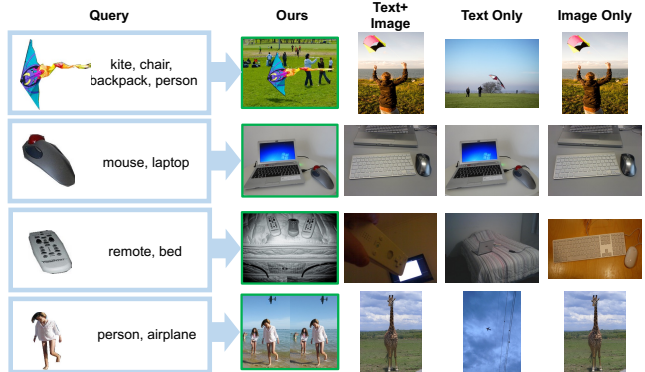 Query
Ours
Text+
Image
Text Only
Image Only
kite, chair,
backpack, person
mouse, laptop
remote, bed
person, airplane